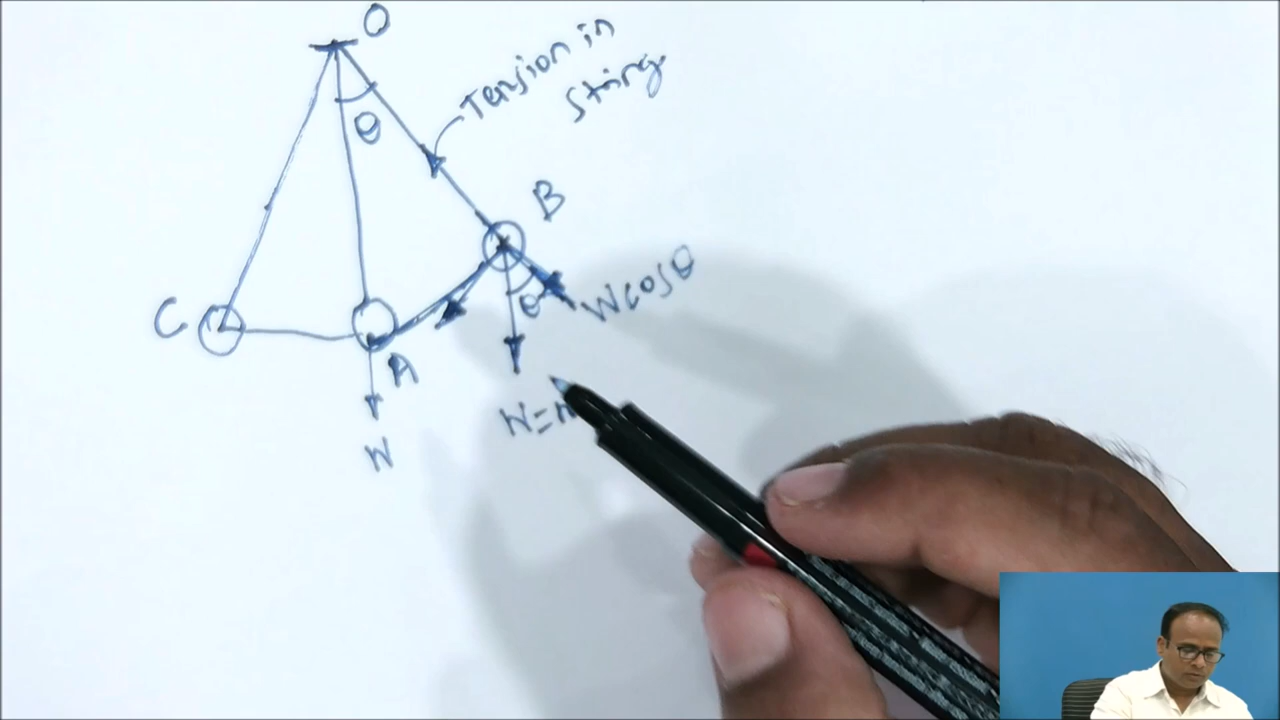 O
Tension in
string
θ
B
C
θ
W cos θ
A
W =
W